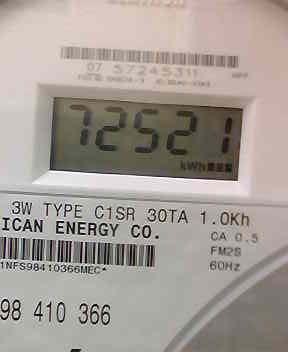 07 57245311
72521
kWh
3W TYPE C1SR 30TA 1.0Kh
ICAN ENERGY CO.
CA 0.5
FM2S
1NFS98410366MEC*
60Hz
98 410 366